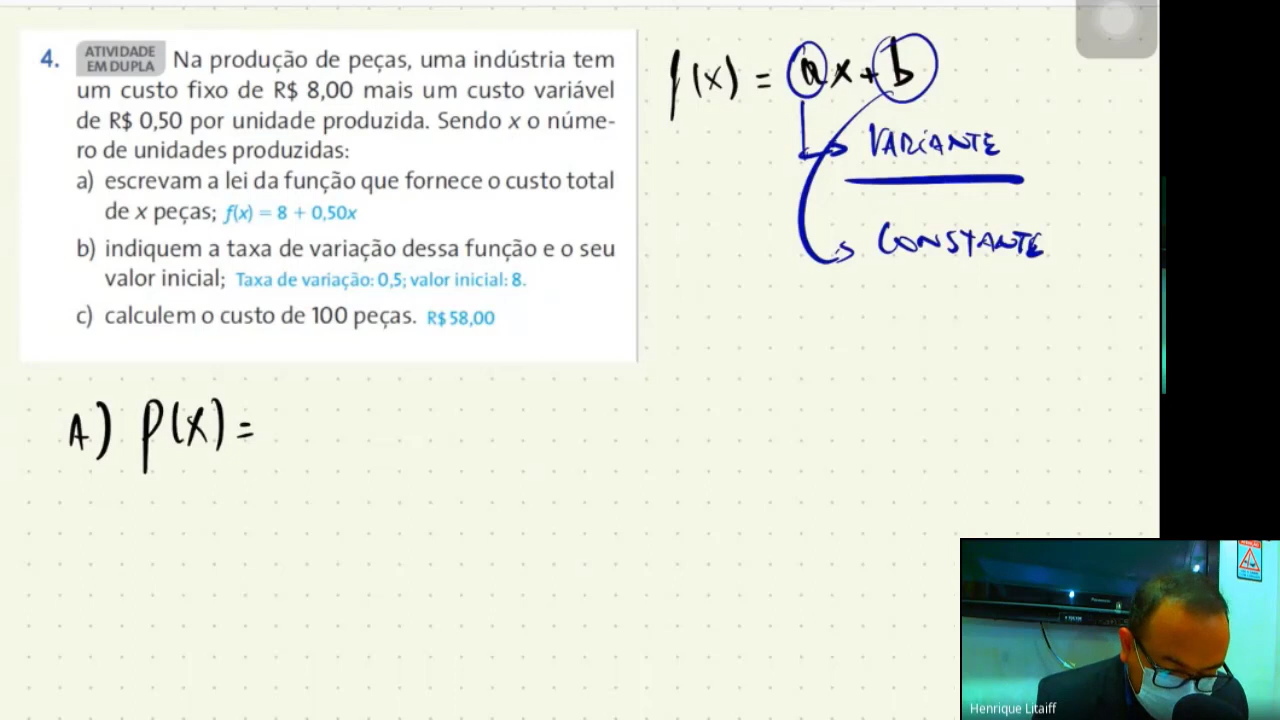 4. ATIVIDADE EM DUPLA Na produção de peças, uma indústria tem
um custo fixo de R$ 8,00 mais um custo variável
de R$ 0,50 por unidade produzida. Sendo x o núme-
ro de unidades produzidas:
a) escrevam a lei da função que fornece o custo total
de x peças; f(x) = 8 + 0,50x
b) indiquem a taxa de variação dessa função e o seu
valor inicial; Taxa de variação: 0,5; valor inicial: 8.
c) calculem o custo de 100 peças. R$ 58,00
f(x) = ax + b
VARIANTE
CONSTANTE
A) P(x) =
Henrique Litaiff